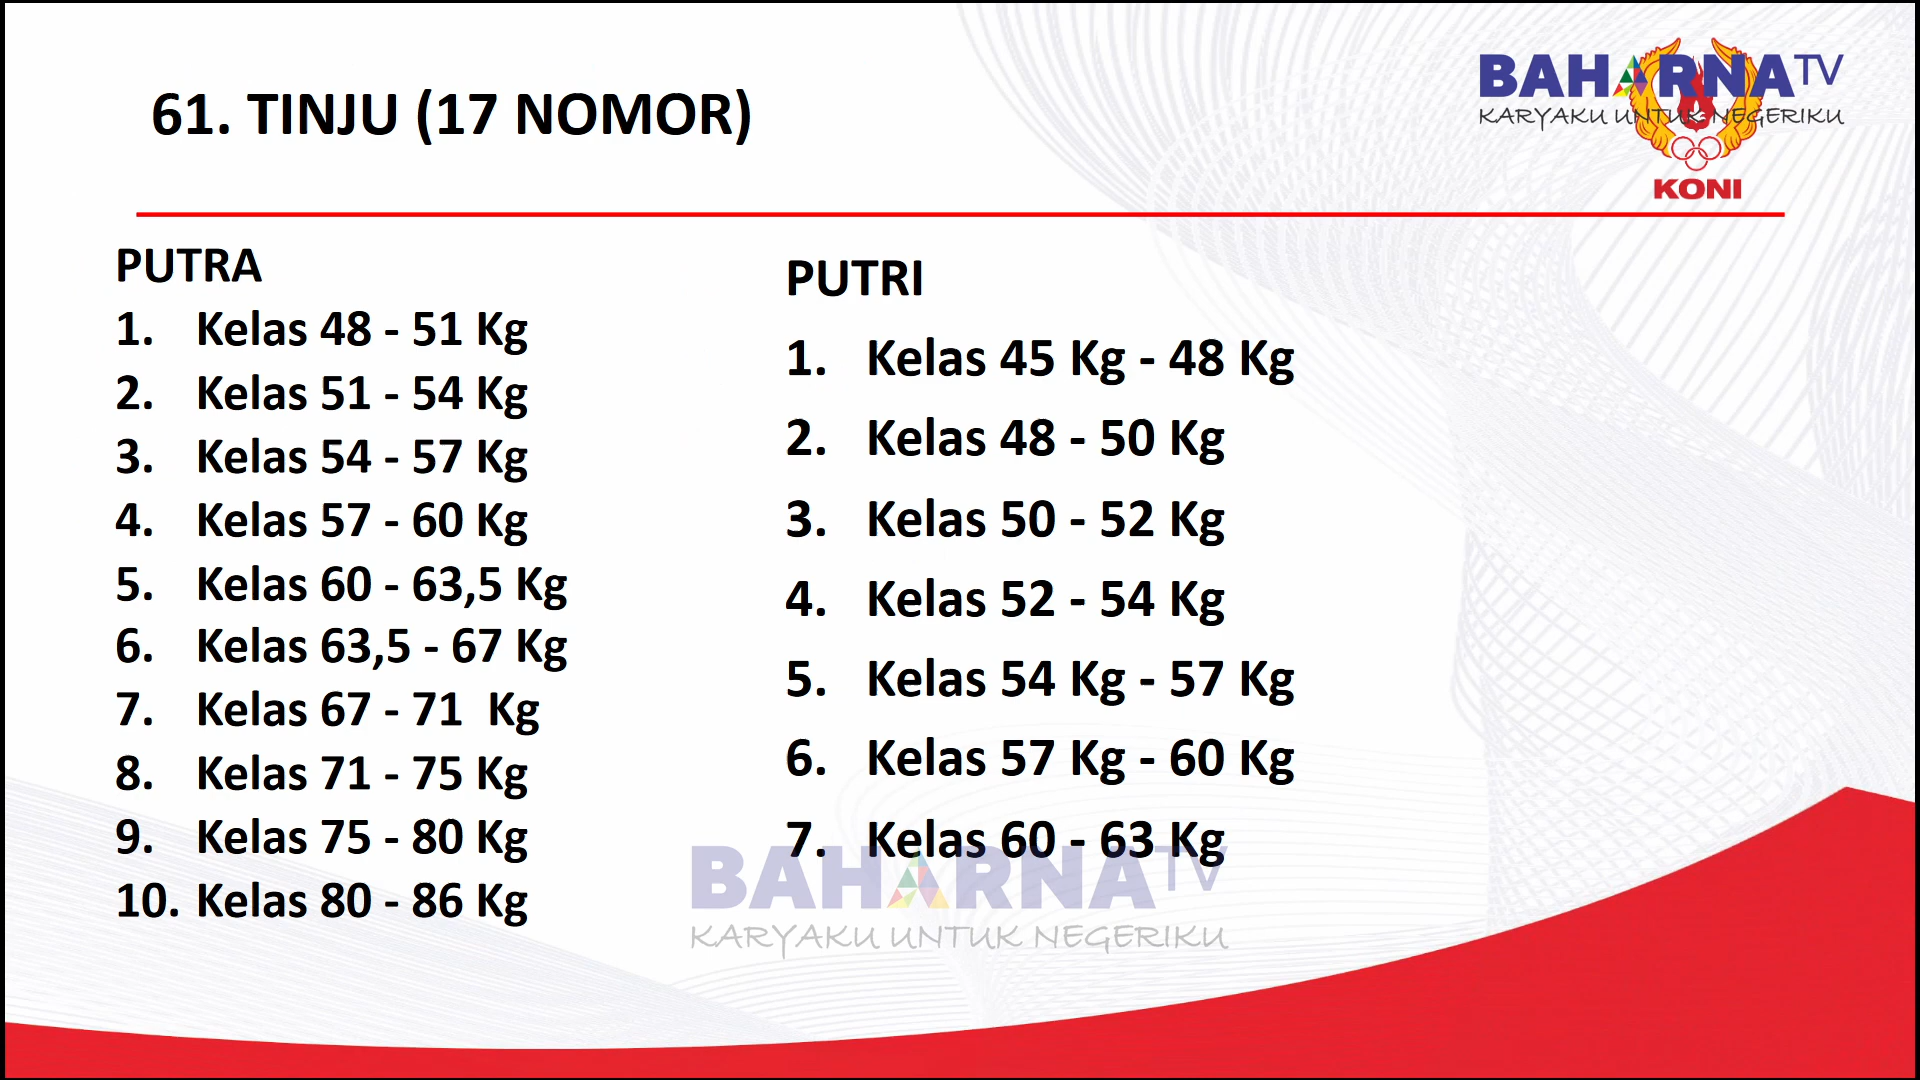 61. TINJU (17 NOMOR)
BAHARNATV
KARYAKU UNTUK NEGERIKU
KONI
PUTRA
1. Kelas 48 - 51 Kg
2. Kelas 51 - 54 Kg
3. Kelas 54 - 57 Kg
4. Kelas 57 - 60 Kg
5. Kelas 60 - 63,5 Kg
6. Kelas 63,5 - 67 Kg
7. Kelas 67 - 71 Kg
8. Kelas 71 - 75 Kg
9. Kelas 75 - 80 Kg
10. Kelas 80 - 86 Kg
PUTRI
1. Kelas 45 Kg - 48 Kg
2. Kelas 48 - 50 Kg
3. Kelas 50 - 52 Kg
4. Kelas 52 - 54 Kg
5. Kelas 54 Kg - 57 Kg
6. Kelas 57 Kg - 60 Kg
7. Kelas 60 - 63 Kg
BAHARNATV
KARYAKU UNTUK NEGERIKU